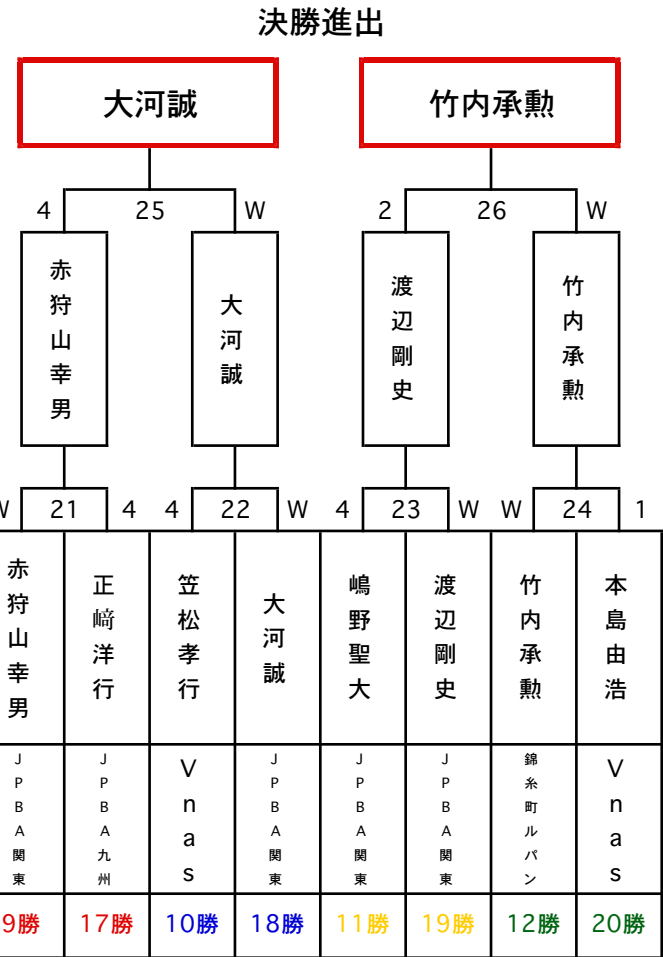 決勝進出
大河誠 竹内承勲
4 25 W 2 26 W
赤狩山幸男 大河誠 渡辺剛史 竹内承勲
W 21 4 4 22 W 4 23 W W 24 1
赤狩山幸男 正﨑洋行 笠松孝行 大河誠 嶋野聖大 渡辺剛史 竹内承勲 本島由浩
JPBA関東 JPBA九州 Vnas JPBA関東 JPBA関東 JPBA関東 錦糸町ルパン Vnas
9勝 17勝 10勝 18勝 11勝 19勝 12勝 20勝